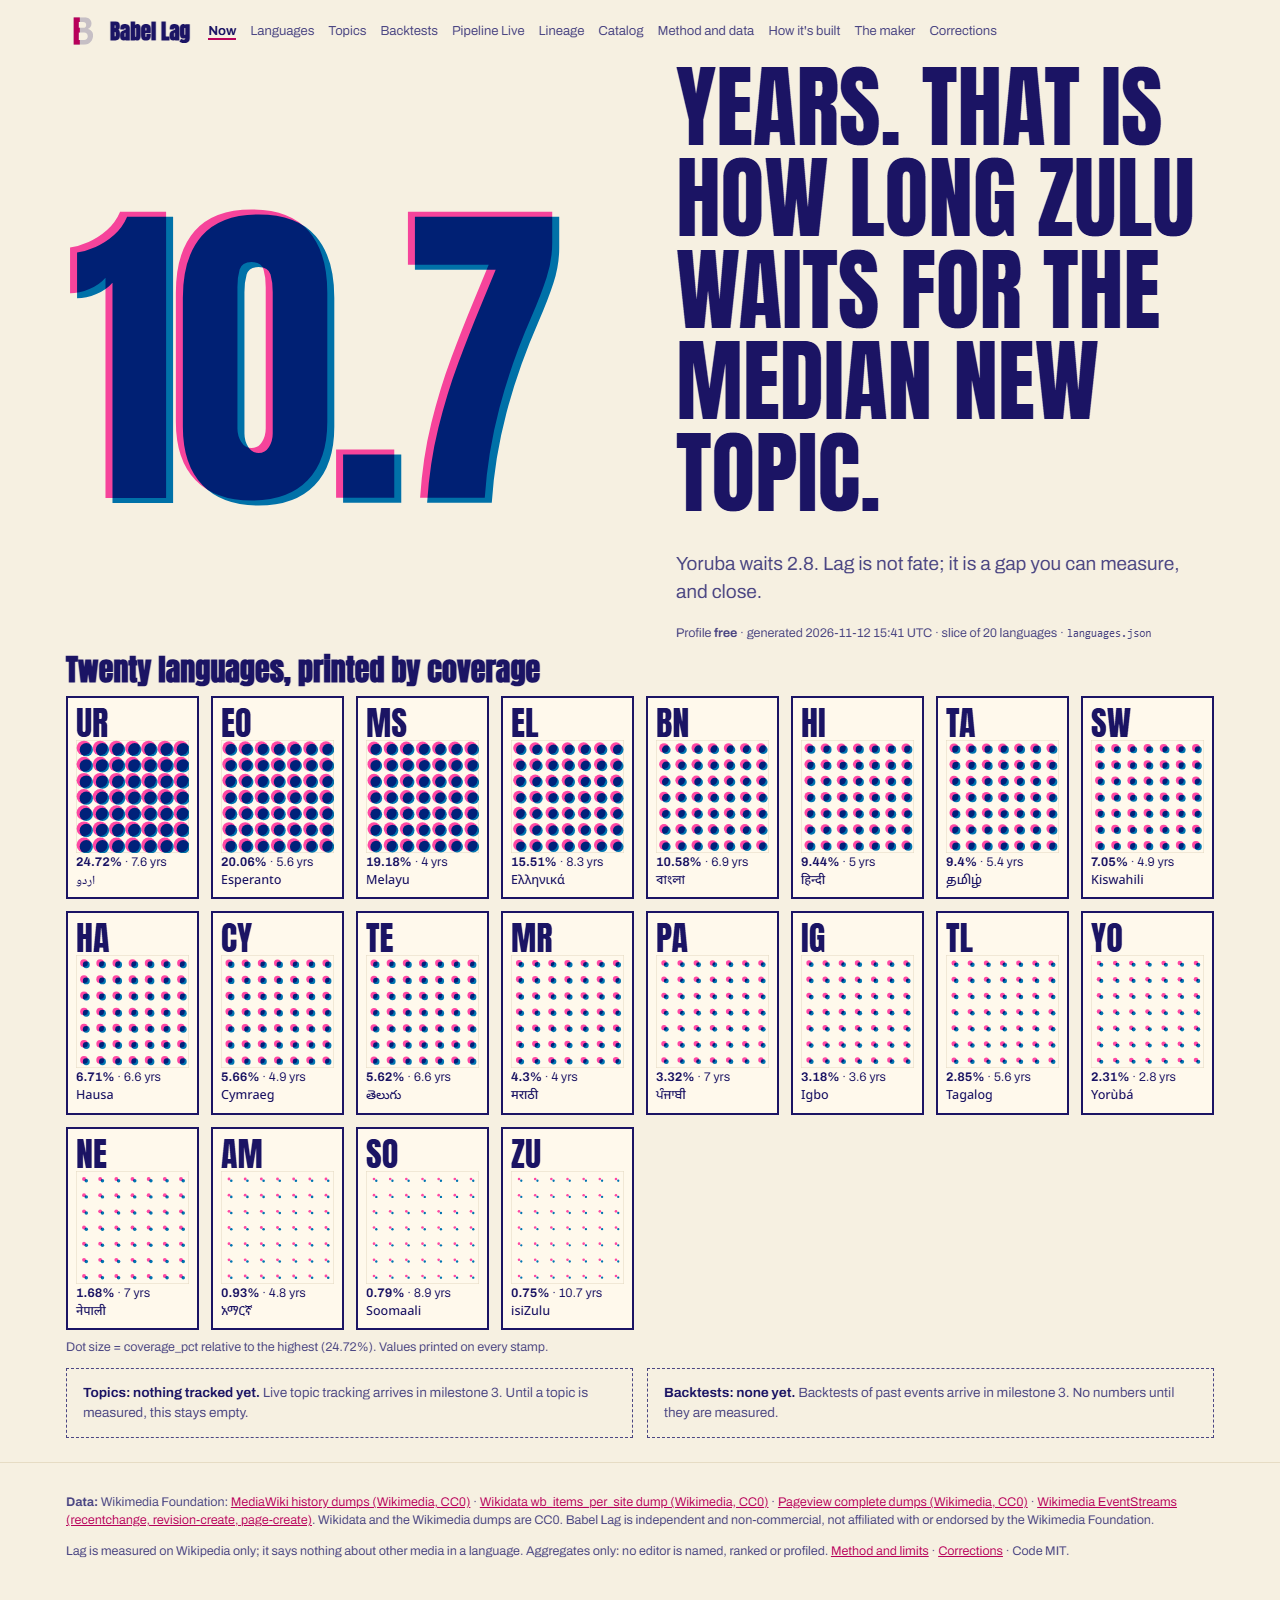 B Babel Lag Now Languages Topics Backtests Pipeline Live Lineage Catalog Method and data How it's built The maker Corrections
10.7
YEARS. THAT IS
HOW LONG ZULU
WAITS FOR THE
MEDIAN NEW
TOPIC.
Yoruba waits 2.8. Lag is not fate; it is a gap you can measure,
and close.
Profile free · generated 2026-11-12 15:41 UTC · slice of 20 languages · languages.json
Twenty languages, printed by coverage
UR
24.72% · 7.6 yrs
اردو
EO
20.06% · 5.6 yrs
Esperanto
MS
19.18% · 4 yrs
Melayu
EL
15.51% · 8.3 yrs
Ελληνικά
BN
10.58% · 6.9 yrs
বাংলা
HI
9.44% · 5 yrs
हिन्दी
TA
9.4% · 5.4 yrs
தமிழ்
SW
7.05% · 4.9 yrs
Kiswahili
HA
6.71% · 6.6 yrs
Hausa
CY
5.66% · 4.9 yrs
Cymraeg
TE
5.62% · 6.6 yrs
తెలుగు
MR
4.3% · 4 yrs
मराठी
PA
3.32% · 7 yrs
ਪੰਜਾਬੀ
IG
3.18% · 3.6 yrs
Igbo
TL
2.85% · 5.6 yrs
Tagalog
YO
2.31% · 2.8 yrs
Yorùbá
NE
1.68% · 7 yrs
नेपाली
AM
0.93% · 4.8 yrs
አማርኛ
SO
0.79% · 8.9 yrs
Soomaali
ZU
0.75% · 10.7 yrs
isiZulu
Dot size = coverage_pct relative to the highest (24.72%). Values printed on every stamp.
Topics: nothing tracked yet. Live topic tracking arrives in milestone 3. Until a topic is
measured, this stays empty.
Backtests: none yet. Backtests of past events arrive in milestone 3. No numbers until
they are measured.
Data: Wikimedia Foundation: MediaWiki history dumps (Wikimedia, CC0) · Wikidata wb_items_per_site dump (Wikimedia, CC0) · Pageview complete dumps (Wikimedia, CC0) · Wikimedia EventStreams
(recentchange, revision-create, page-create). Wikidata and the Wikimedia dumps are CC0. Babel Lag is independent and non-commercial, not affiliated with or endorsed by the Wikimedia Foundation.
Lag is measured on Wikipedia only; it says nothing about other media in a language. Aggregates only: no editor is named, ranked or profiled. Method and limits · Corrections · Code MIT.